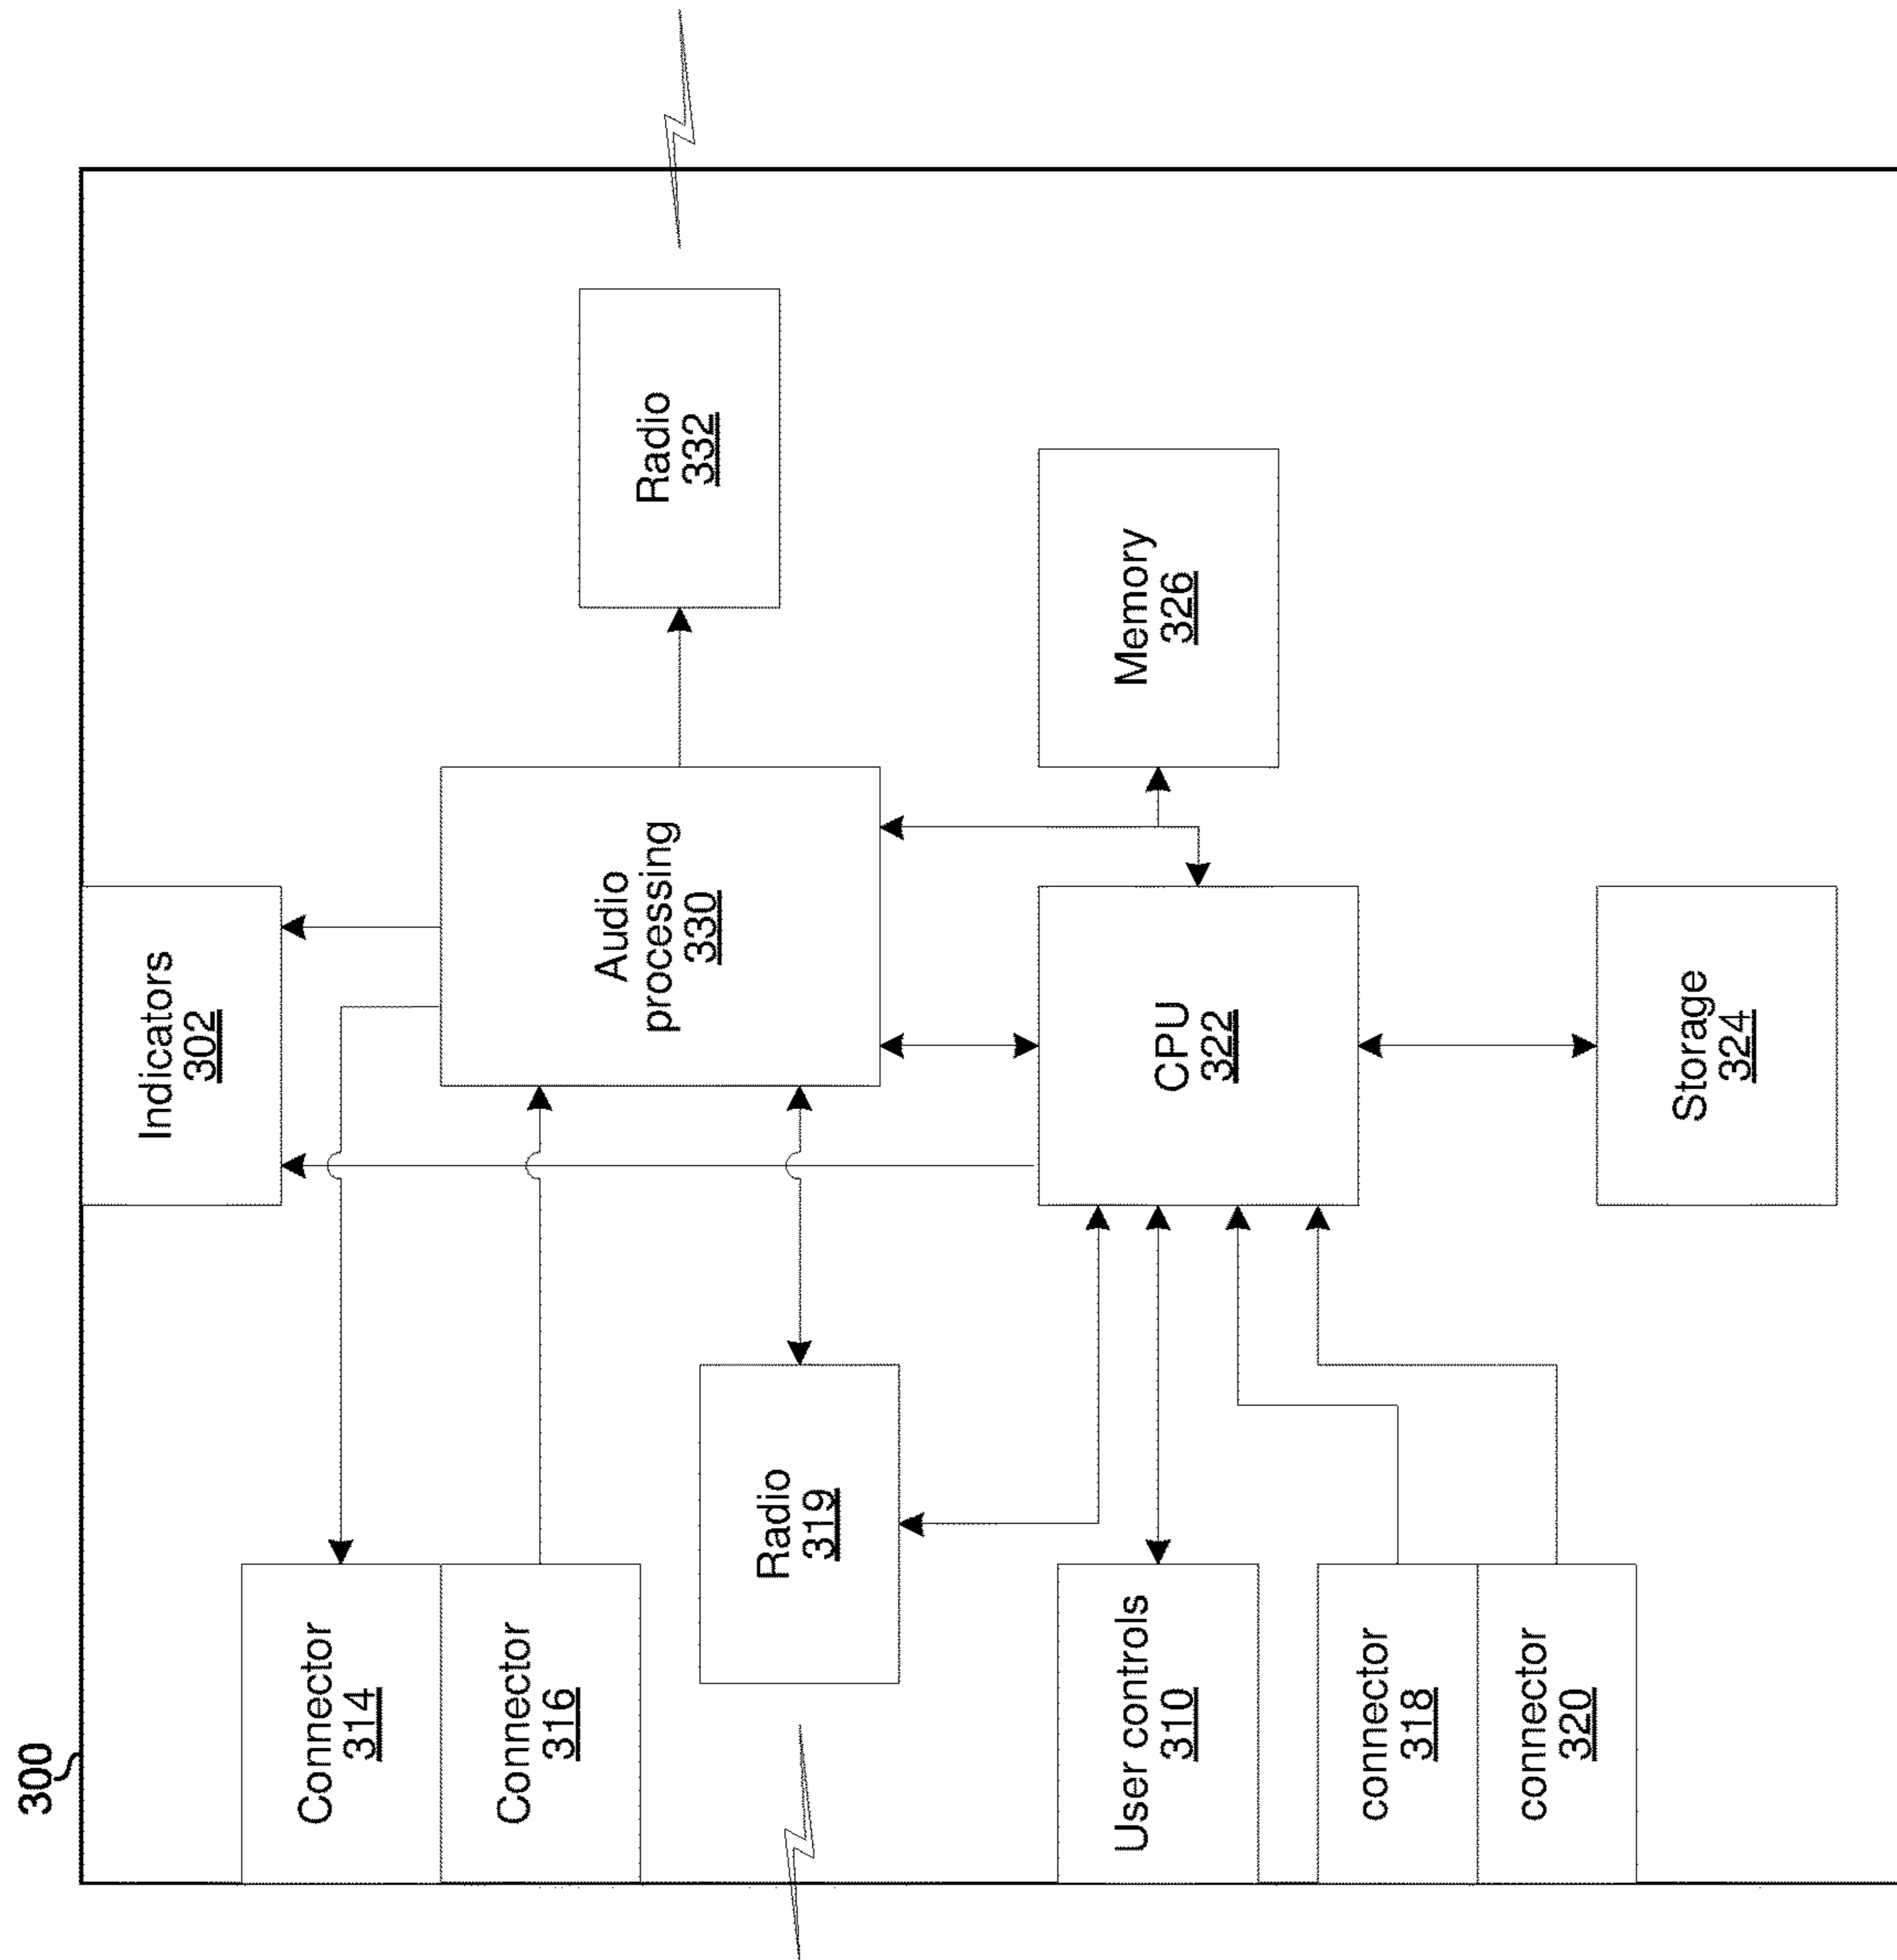 300
Indicators
302
Connector
314
Connector
316
Audio
processing
330
Radio
332
Radio
319
User controls
310
CPU
322
Memory
326
connector
318
connector
320
Storage
324